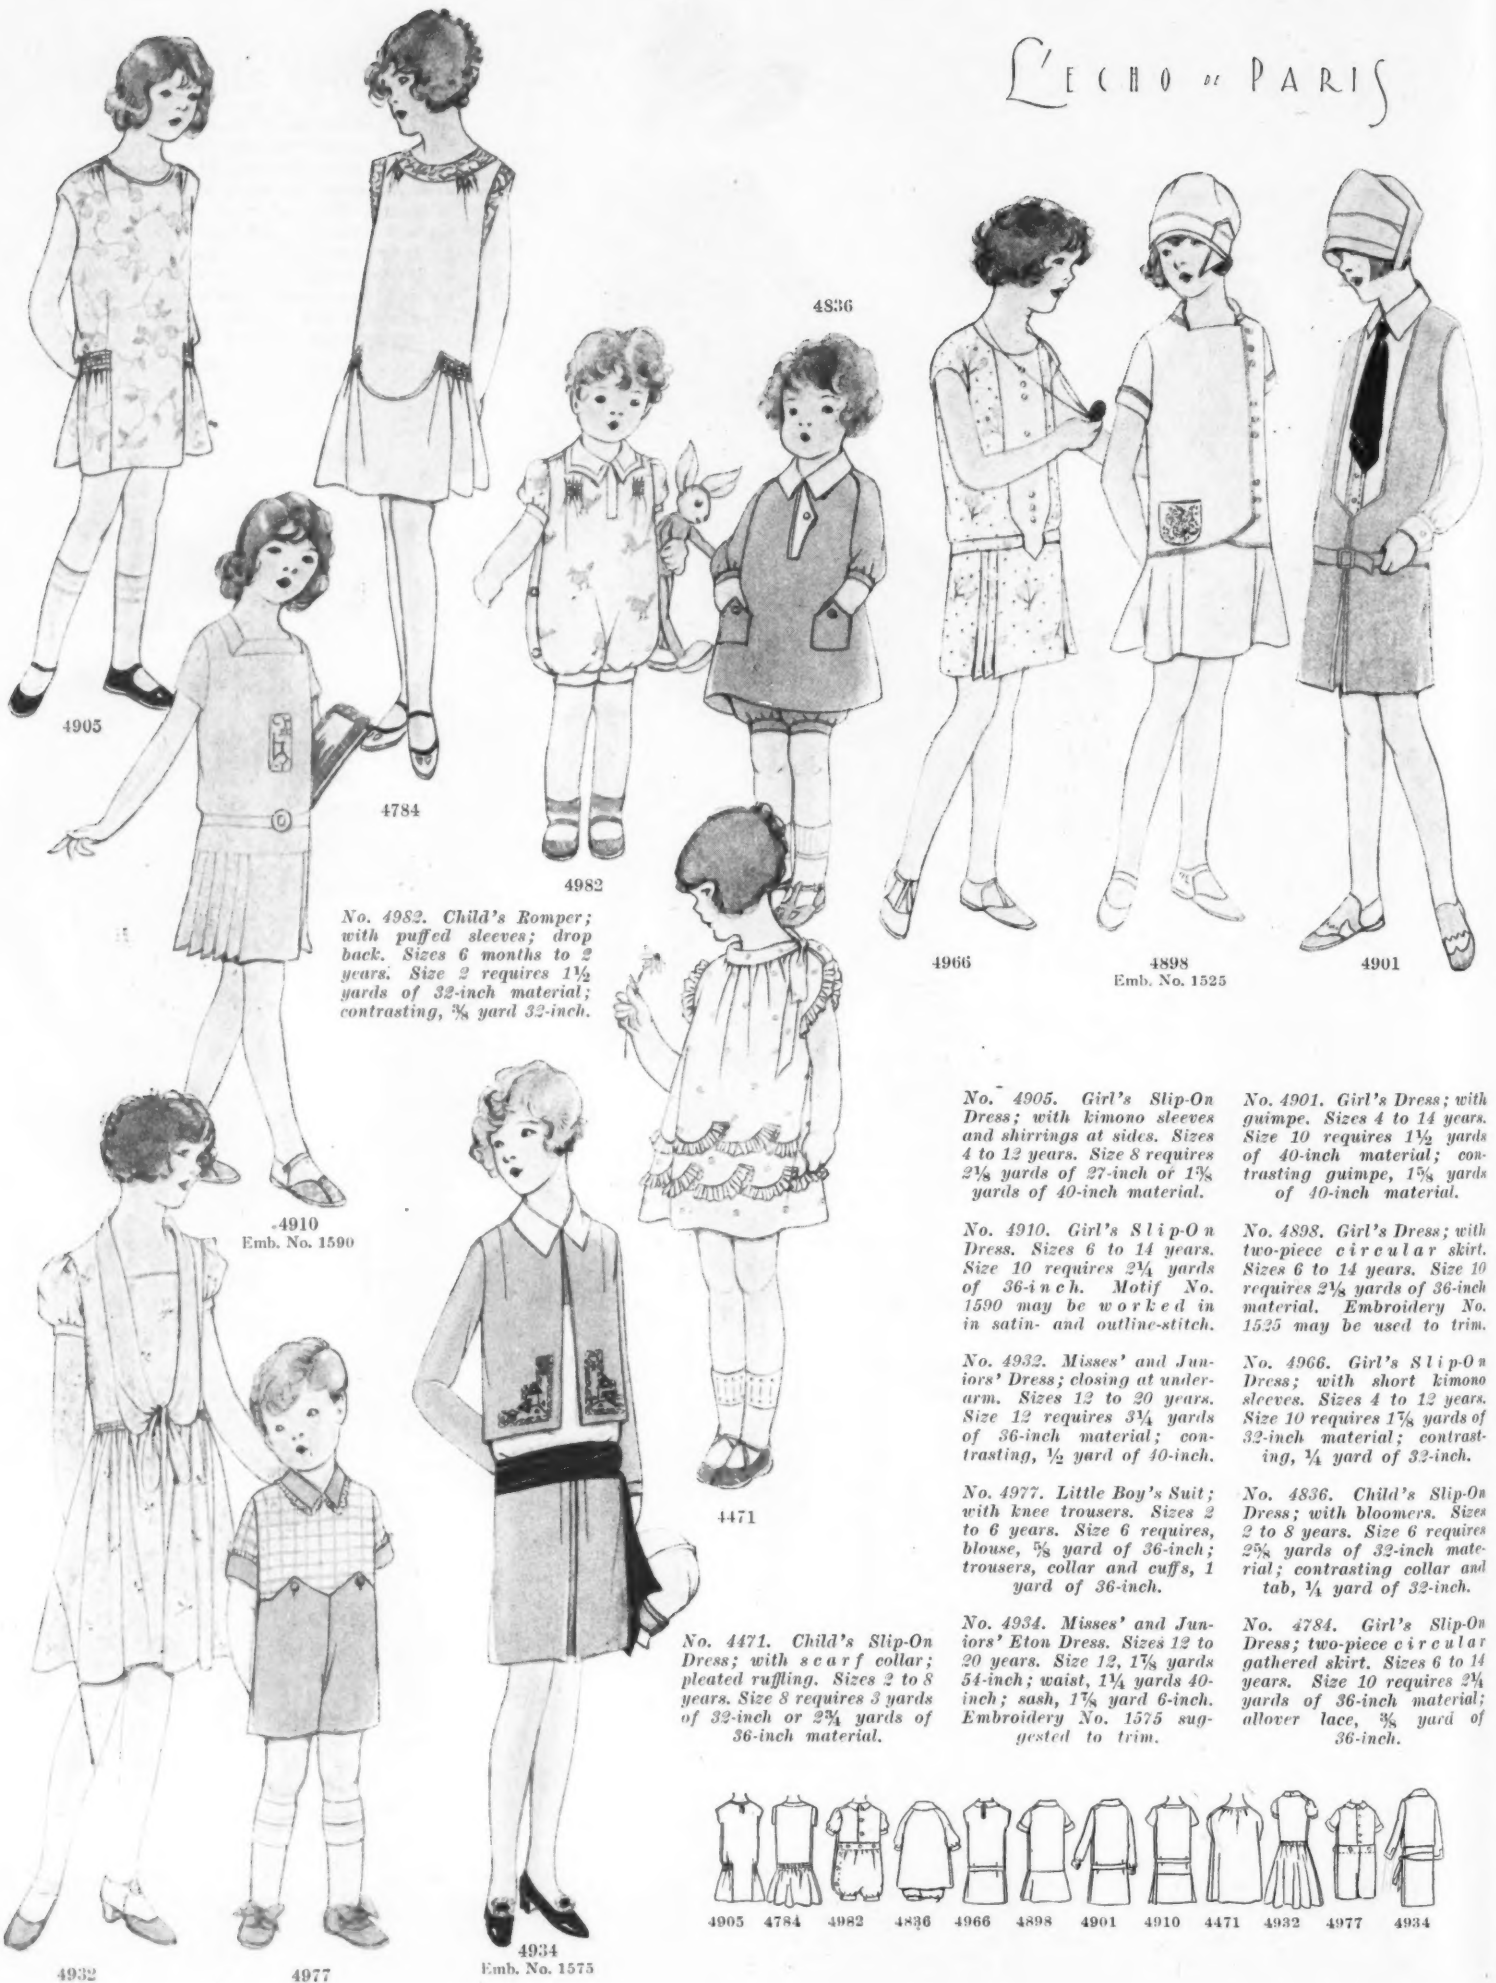 L'ECHO DE PARIS
4836
4905
4784
4982
4966
4898
Emb. No. 1525
4901
No. 4982. Child's Romper;
with puffed sleeves; drop
back. Sizes 6 months to 2
years. Size 2 requires 1½
yards of 32-inch material;
contrasting, ⅜ yard 32-inch.
4910
Emb. No. 1590
4471
No. 4905. Girl's Slip-On
Dress; with kimono sleeves
and shirrings at sides. Sizes
4 to 12 years. Size 8 requires
2⅛ yards of 27-inch or 1⅜
yards of 40-inch material.
No. 4910. Girl's Slip-On
Dress. Sizes 6 to 14 years.
Size 10 requires 2¼ yards
of 36-inch. Motif No.
1590 may be worked in
in satin- and outline-stitch.
No. 4932. Misses' and Jun-
iors' Dress; closing at under-
arm. Sizes 12 to 20 years.
Size 12 requires 3¼ yards
of 36-inch material; con-
trasting, ½ yard of 40-inch.
No. 4977. Little Boy's Suit;
with knee trousers. Sizes 2
to 6 years. Size 6 requires,
blouse, ⅝ yard of 36-inch;
trousers, collar and cuffs, 1
yard of 36-inch.
No. 4934. Misses' and Jun-
iors' Eton Dress. Sizes 12 to
20 years. Size 12, 1⅞ yards
54-inch; waist, 1¼ yards 40-
inch; sash, 1⅞ yard 6-inch.
Embroidery No. 1575 sug-
gested to trim.
No. 4901. Girl's Dress; with
guimpe. Sizes 4 to 14 years.
Size 10 requires 1½ yards
of 40-inch material; con-
trasting guimpe, 1⅝ yards
of 40-inch material.
No. 4898. Girl's Dress; with
two-piece circular skirt.
Sizes 6 to 14 years. Size 10
requires 2⅛ yards of 36-inch
material. Embroidery No.
1525 may be used to trim.
No. 4966. Girl's Slip-On
Dress; with short kimono
sleeves. Sizes 4 to 12 years.
Size 10 requires 1⅞ yards of
32-inch material; contrast-
ing, ¼ yard of 32-inch.
No. 4836. Child's Slip-On
Dress; with bloomers. Sizes
2 to 8 years. Size 6 requires
2⅝ yards of 32-inch mate-
rial; contrasting collar and
tab, ¼ yard of 32-inch.
No. 4784. Girl's Slip-On
Dress; two-piece circular
gathered skirt. Sizes 6 to 14
years. Size 10 requires 2¼
yards of 36-inch material;
allover lace, ⅜ yard of
36-inch.
No. 4471. Child's Slip-On
Dress; with scarf collar;
pleated ruffling. Sizes 2 to 8
years. Size 8 requires 3 yards
of 32-inch or 2¾ yards of
36-inch material.
4905 4784 4982 4836 4966 4898 4901 4910 4471 4932 4977 4934
4932
4977
4934
Emb. No. 1575